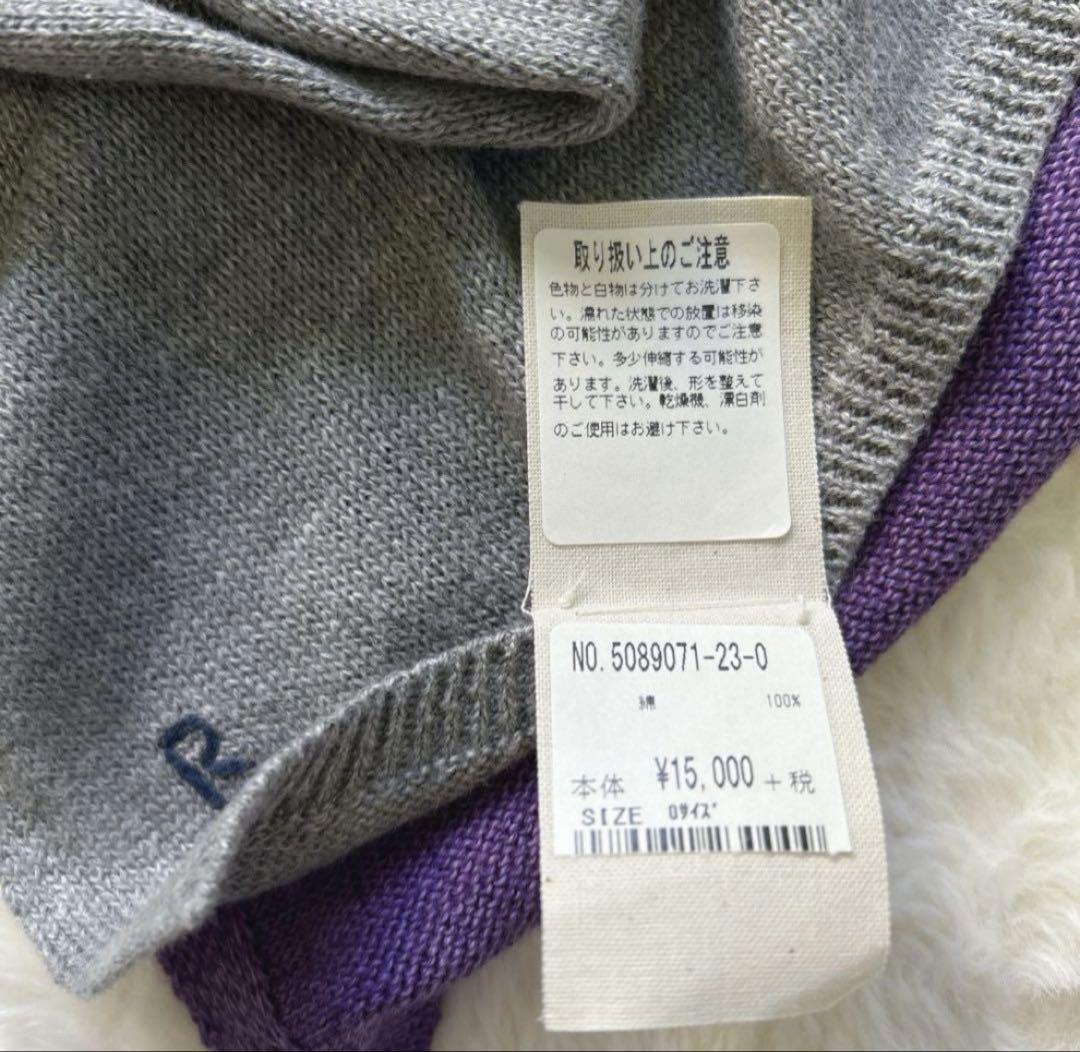 取り扱い上のご注意
色物と白物は分けてお洗濯下さ
い。濡れた状態での放置は移染
の可能性がありますのでご注意
下さい。多少伸縮する可能性が
あります。洗濯後、形を整えて
干して下さい。乾燥機、漂白剤
のご使用はお避け下さい。
NO.5089071-23-0
綿 100%
本体 ¥15,000+税
SIZE 0ｻｲｽﾞ
R